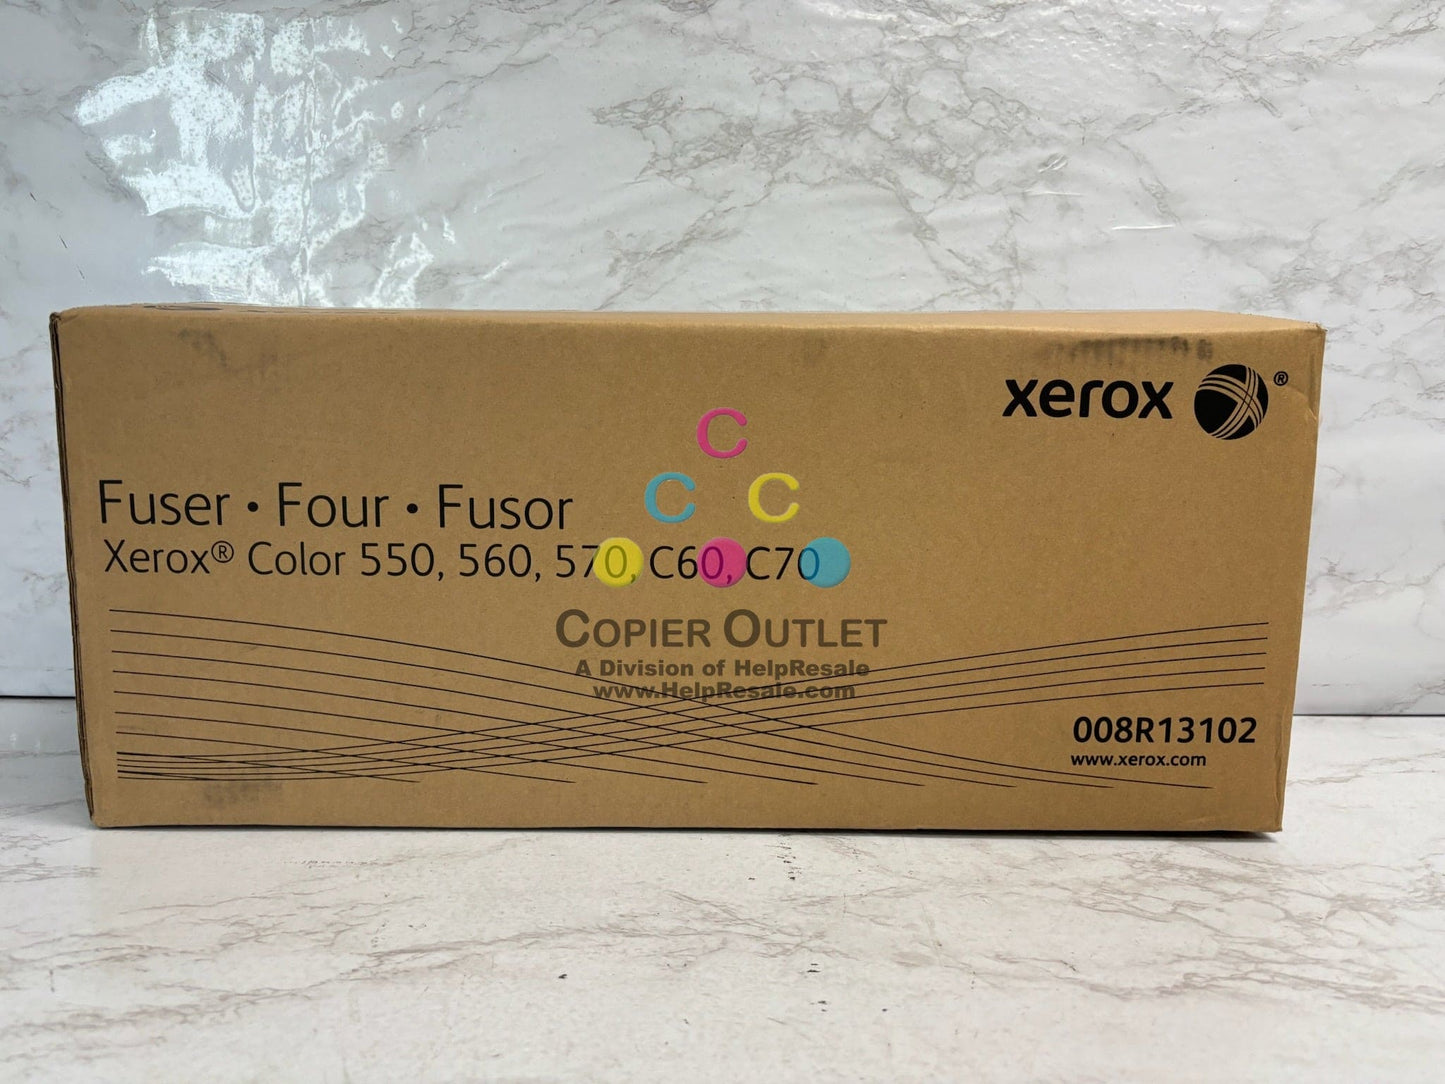 xerox ®
C
C C
Fuser • Four • Fusor
Xerox® Color 550, 560, 570, C60, C70
COPIER OUTLET
A Division of HelpResale
www.HelpResale.com
008R13102
www.xerox.com